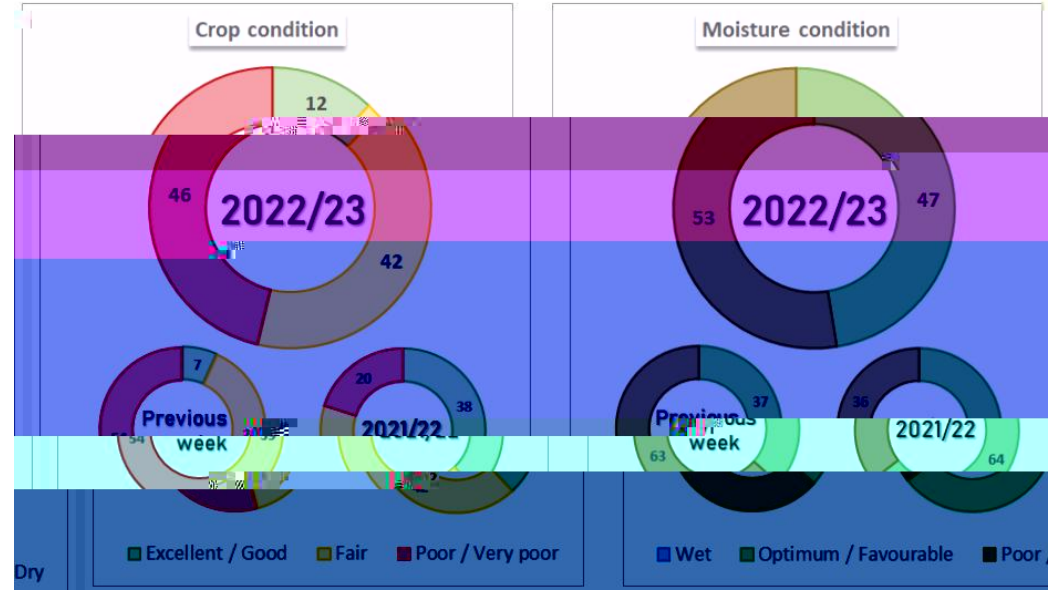 Crop condition
Moisture condition
12
46
2022/23
42
53
2022/23
47
7
Previous
week
54
20
38
2021/22
37
Previous
week
63
36
2021/22
64
Excellent / Good
Fair
Poor / Very poor
Wet
Optimum / Favourable
Poor /
Dry